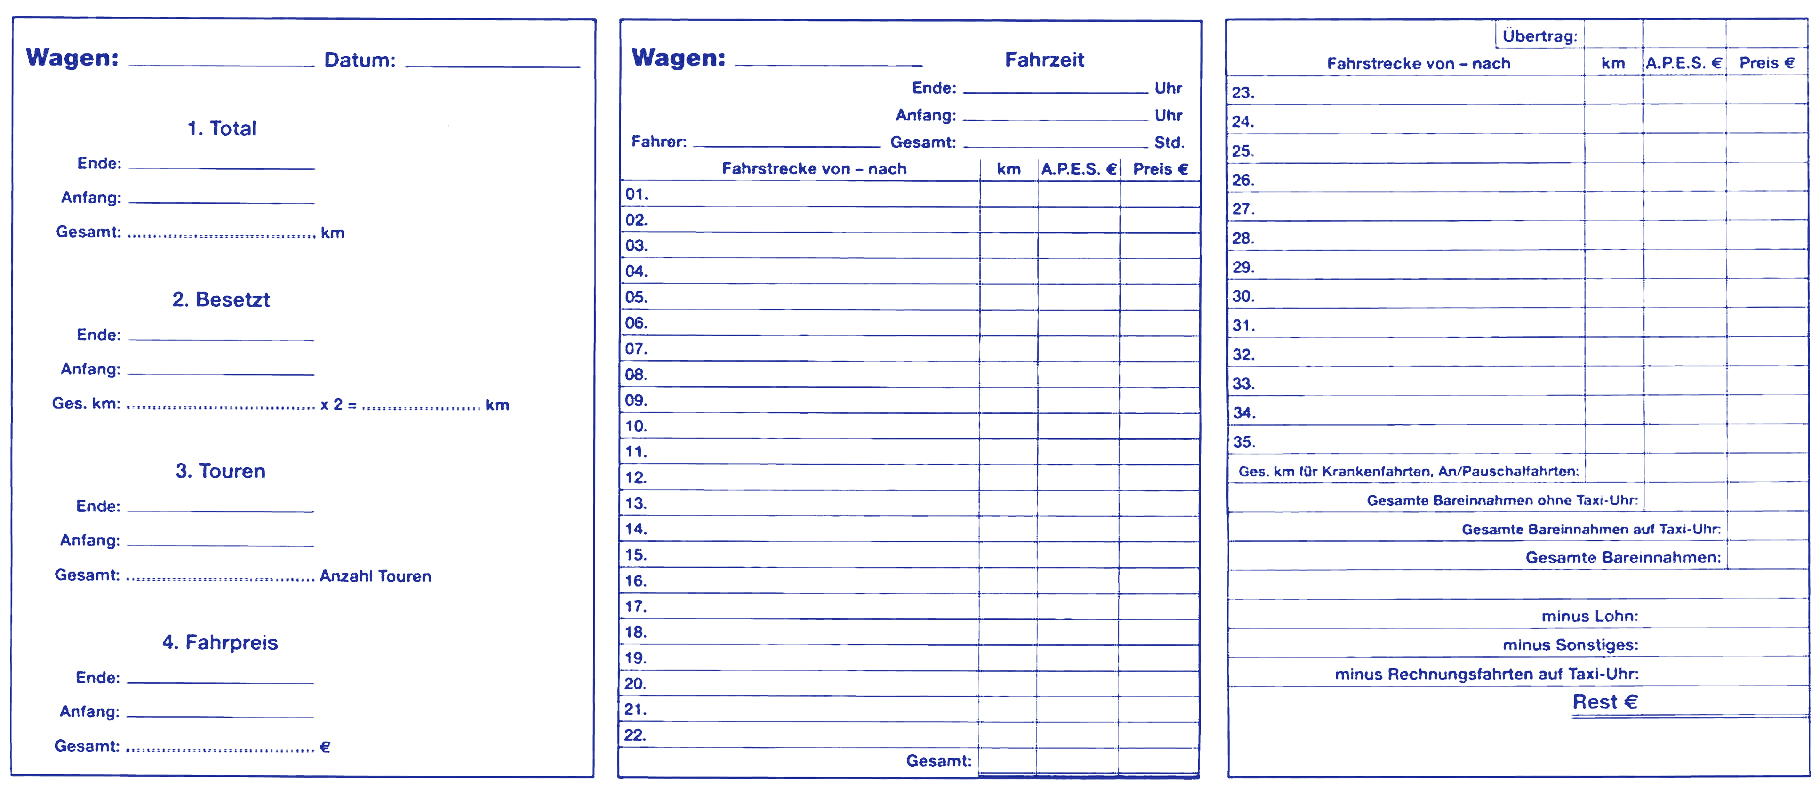 Wagen: Datum:
1. Total
Ende:
Anfang:
Gesamt: km
2. Besetzt
Ende:
Anfang:
Ges. km: x 2 = km
3. Touren
Ende:
Anfang:
Gesamt: Anzahl Touren
4. Fahrpreis
Ende:
Anfang:
Gesamt: €
Wagen: Fahrzeit
Ende: Uhr
Anfang: Uhr
Fahrer: Gesamt: Std.
Fahrstrecke von – nach km A.P.E.S. € Preis €
01.
02.
03.
04.
05.
06.
07.
08.
09.
10.
11.
12.
13.
14.
15.
16.
17.
18.
19.
20.
21.
22.
Gesamt:
Übertrag:
Fahrstrecke von – nach km A.P.E.S. € Preis €
23.
24.
25.
26.
27.
28.
29.
30.
31.
32.
33.
34.
35.
Ges. km für Krankenfahrten, An/Pauschalfahrten:
Gesamte Bareinnahmen ohne Taxi-Uhr:
Gesamte Bareinnahmen auf Taxi-Uhr:
Gesamte Bareinnahmen:
minus Lohn:
minus Sonstiges:
minus Rechnungsfahrten auf Taxi-Uhr:
Rest €